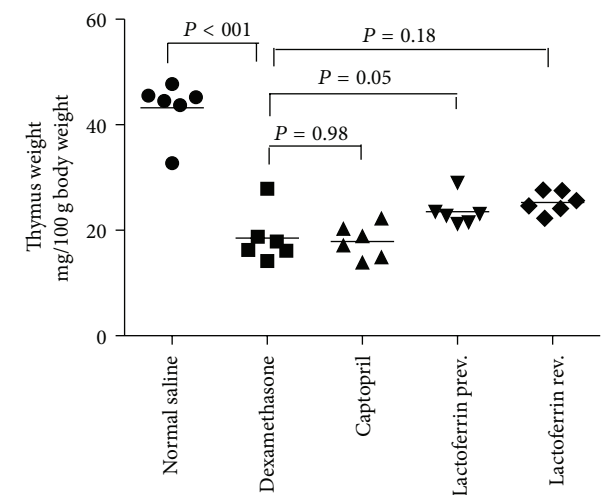 60
40
20
0
Thymus weight
mg/100 g body weight
P < 001
P = 0.18
P = 0.05
P = 0.98
Normal saline
Dexamethasone
Captopril
Lactoferrin prev.
Lactoferrin rev.